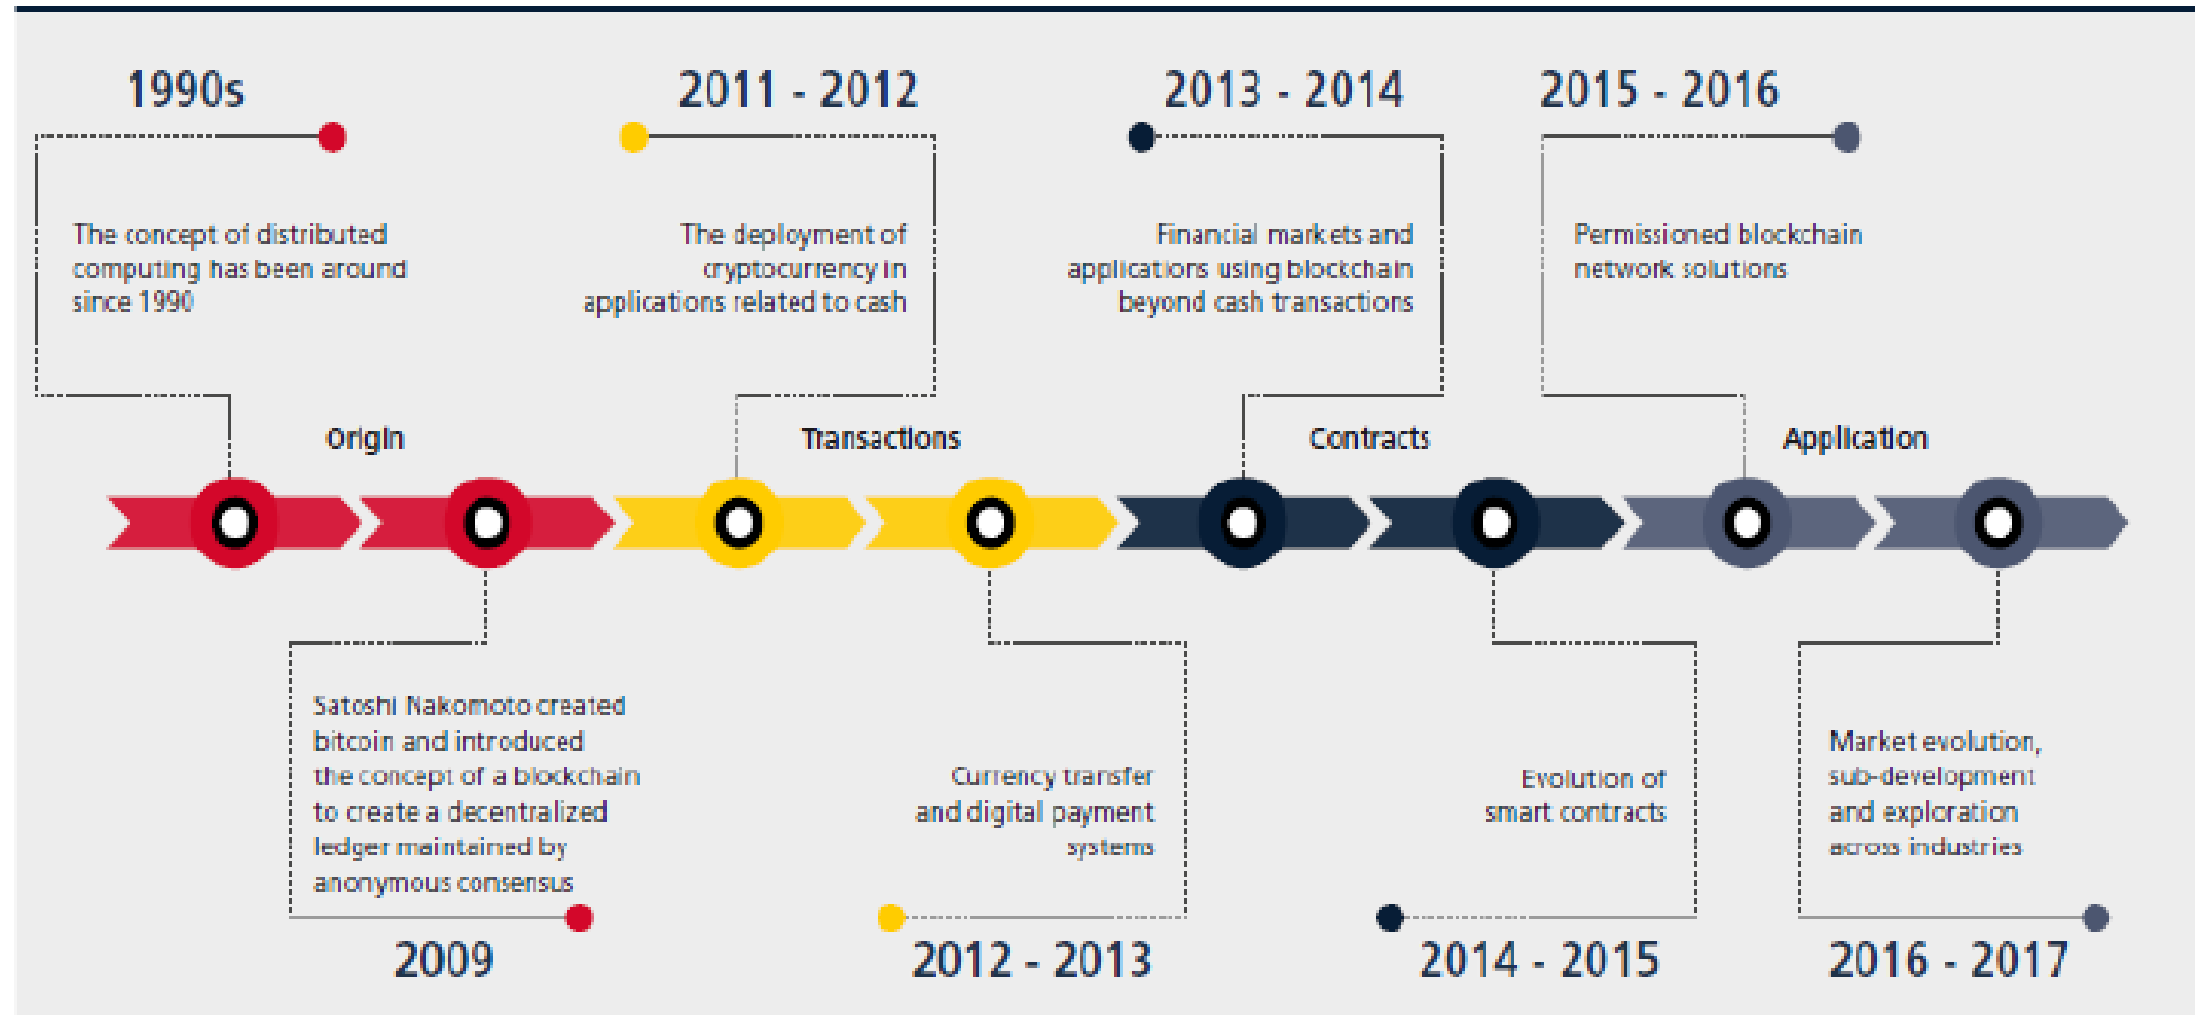 1990s
The concept of distributed
computing has been around
since 1990
2011 - 2012
The deployment of
cryptocurrency in
applications related to cash
2013 - 2014
Financial markets and
applications using blockchain
beyond cash transactions
2015 - 2016
Permissioned blockchain
network solutions
Origin
Transactions
Contracts
Application
Satoshi Nakomoto created
bitcoin and introduced
the concept of a blockchain
to create a decentralized
ledger maintained by
anonymous consensus
2009
Currency transfer
and digital payment
systems
2012 - 2013
Evolution of
smart contracts
2014 - 2015
Market evolution,
sub-development
and exploration
across industries
2016 - 2017